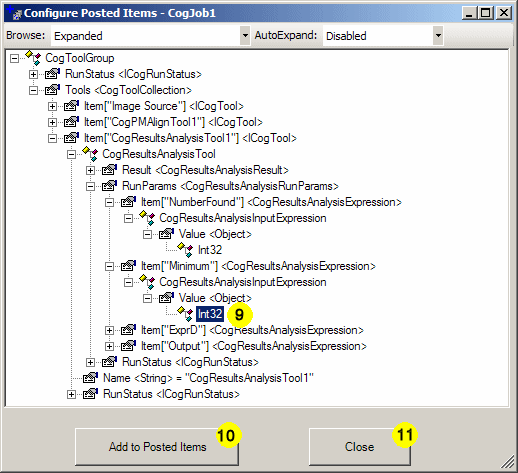 Configure Posted Items - CogJob1
Browse: Expanded AutoExpand: Disabled
CogToolGroup
RunStatus <ICogRunStatus>
Tools <CogToolCollection>
Item["Image Source"] <ICogTool>
Item["CogPMAlignTool1"] <ICogTool>
Item["CogResultsAnalysisTool1"] <ICogTool>
CogResultsAnalysisTool
Result <CogResultsAnalysisResult>
RunParams <CogResultsAnalysisRunParams>
Item["NumberFound"] <CogResultsAnalysisExpression>
CogResultsAnalysisInputExpression
Value <Object>
Int32
Item["Minimum"] <CogResultsAnalysisExpression>
CogResultsAnalysisInputExpression
Value <Object>
Int32 9
Item["ExprD"] <CogResultsAnalysisExpression>
Item["Output"] <CogResultsAnalysisExpression>
RunStatus <ICogRunStatus>
Name <String> = "CogResultsAnalysisTool1"
RunStatus <ICogRunStatus>
Add to Posted Items 10 Close 11